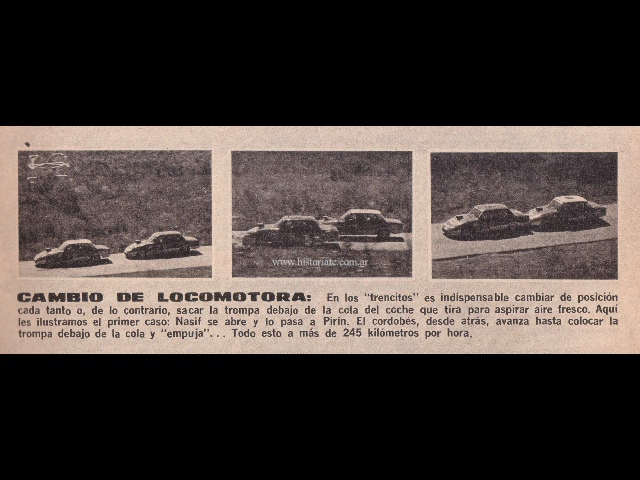 www.historiatc.com.ar
CAMBIO DE LOCOMOTORA: En los "trencitos" es indispensable cambiar de posición
cada tanto o, de lo contrario, sacar la trompa debajo de la cola del coche que tira para aspirar aire fresco. Aquí
les ilustramos el primer caso: Nasif se abre y lo pasa a Pirín. El cordobés, desde atrás, avanza hasta colocar la
trompa debajo de la cola y "empuja"... Todo esto a más de 245 kilómetros por hora.